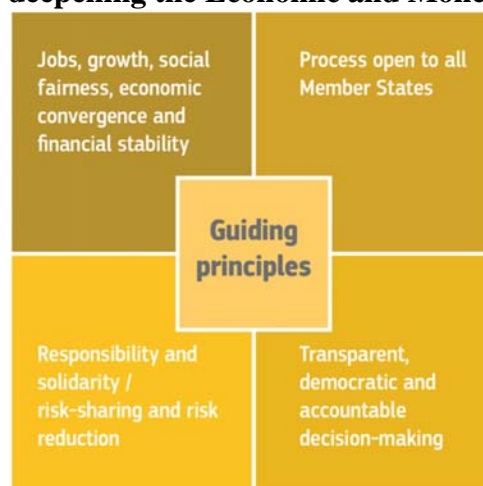 deepening the Economic and Mone
Jobs, growth, social
fairness, economic
convergence and
financial stability
Process open to all
Member States
Guiding
principles
Responsibility and
solidarity /
risk-sharing and risk
reduction
Transparent,
democratic and
accountable
decision-making